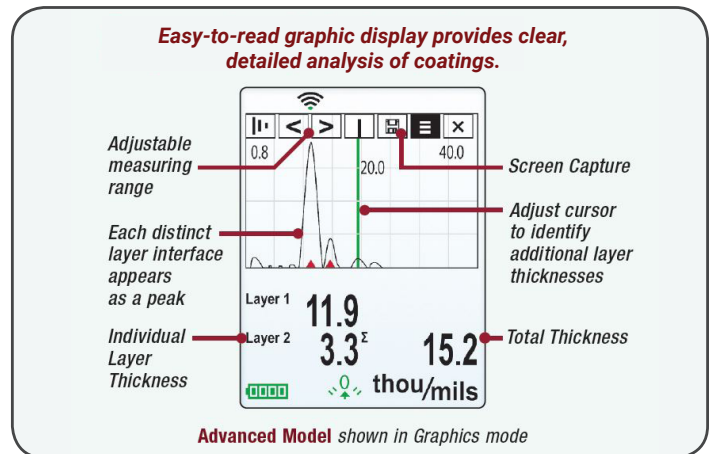 Easy-to-read graphic display provides clear,
detailed analysis of coatings.
0.8
20.0
40.0
Adjustable
measuring
range
Screen Capture
Each distinct
layer interface
appears
as a peak
Adjust cursor
to identify
additional layer
thicknesses
Layer 1 11.9
Individual
Layer
Thickness
Layer 2 3.3 Σ 15.2
Total Thickness
0
thou/mils
Advanced Model shown in Graphics mode